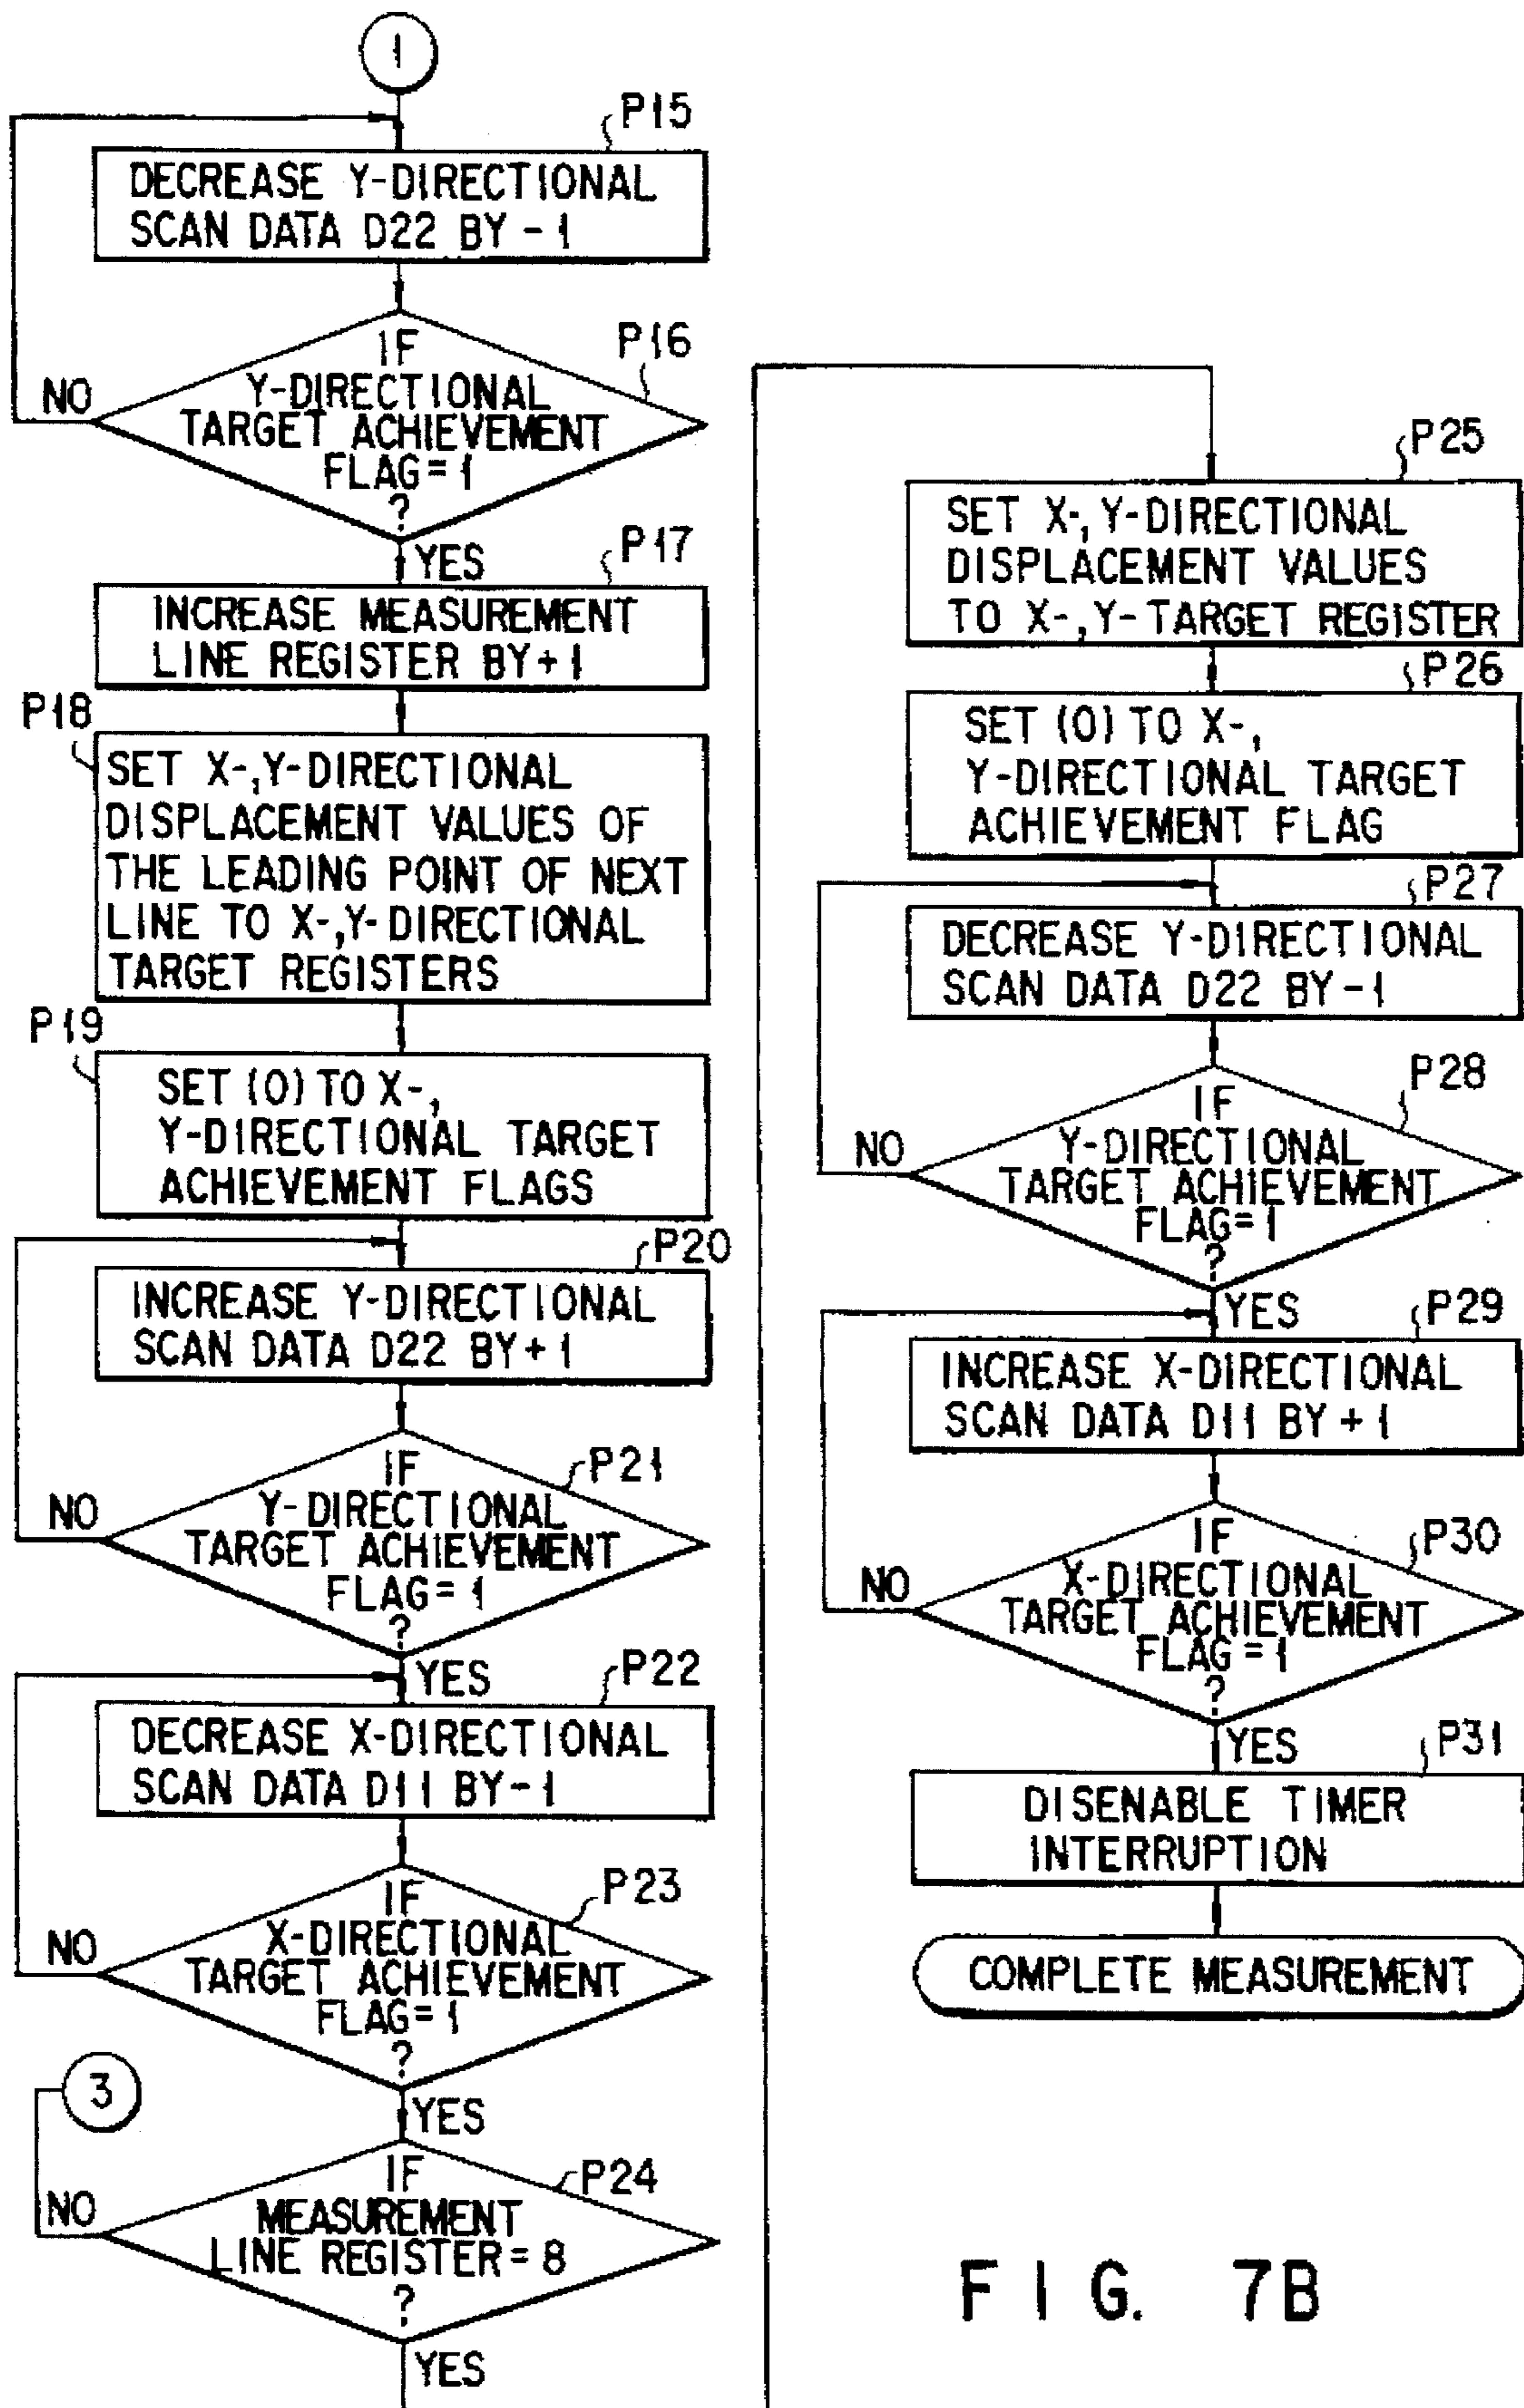 1
P15
DECREASE Y-DIRECTIONAL
SCAN DATA D22 BY -1
P16
IF
Y-DIRECTIONAL
TARGET ACHIEVEMENT
FLAG=1
?
NO
YES
P17
INCREASE MEASUREMENT
LINE REGISTER BY+1
P18
SET X-,Y-DIRECTIONAL
DISPLACEMENT VALUES OF
THE LEADING POINT OF NEXT
LINE TO X-,Y-DIRECTIONAL
TARGET REGISTERS
P19
SET (0) TO X-,
Y-DIRECTIONAL TARGET
ACHIEVEMENT FLAGS
P20
INCREASE Y-DIRECTIONAL
SCAN DATA D22 BY+1
P21
IF
Y-DIRECTIONAL
TARGET ACHIEVEMENT
FLAG=1
?
NO
YES
P22
DECREASE X-DIRECTIONAL
SCAN DATA D11 BY-1
P23
IF
X-DIRECTIONAL
TARGET ACHIEVEMENT
FLAG=1
?
NO
YES
3
P24
IF
MEASUREMENT
LINE REGISTER=8
?
NO
YES
P25
SET X-,Y-DIRECTIONAL
DISPLACEMENT VALUES
TO X-,Y-TARGET REGISTER
P26
SET (0) TO X-,
Y-DIRECTIONAL TARGET
ACHIEVEMENT FLAG
P27
DECREASE Y-DIRECTIONAL
SCAN DATA D22 BY-1
P28
IF
Y-DIRECTIONAL
TARGET ACHIEVEMENT
FLAG=1
?
NO
YES
P29
INCREASE X-DIRECTIONAL
SCAN DATA D11 BY+1
P30
IF
X-DIRECTIONAL
TARGET ACHIEVEMENT
FLAG=1
?
NO
YES
P31
DISENABLE TIMER
INTERRUPTION
COMPLETE MEASUREMENT
FIG. 7B